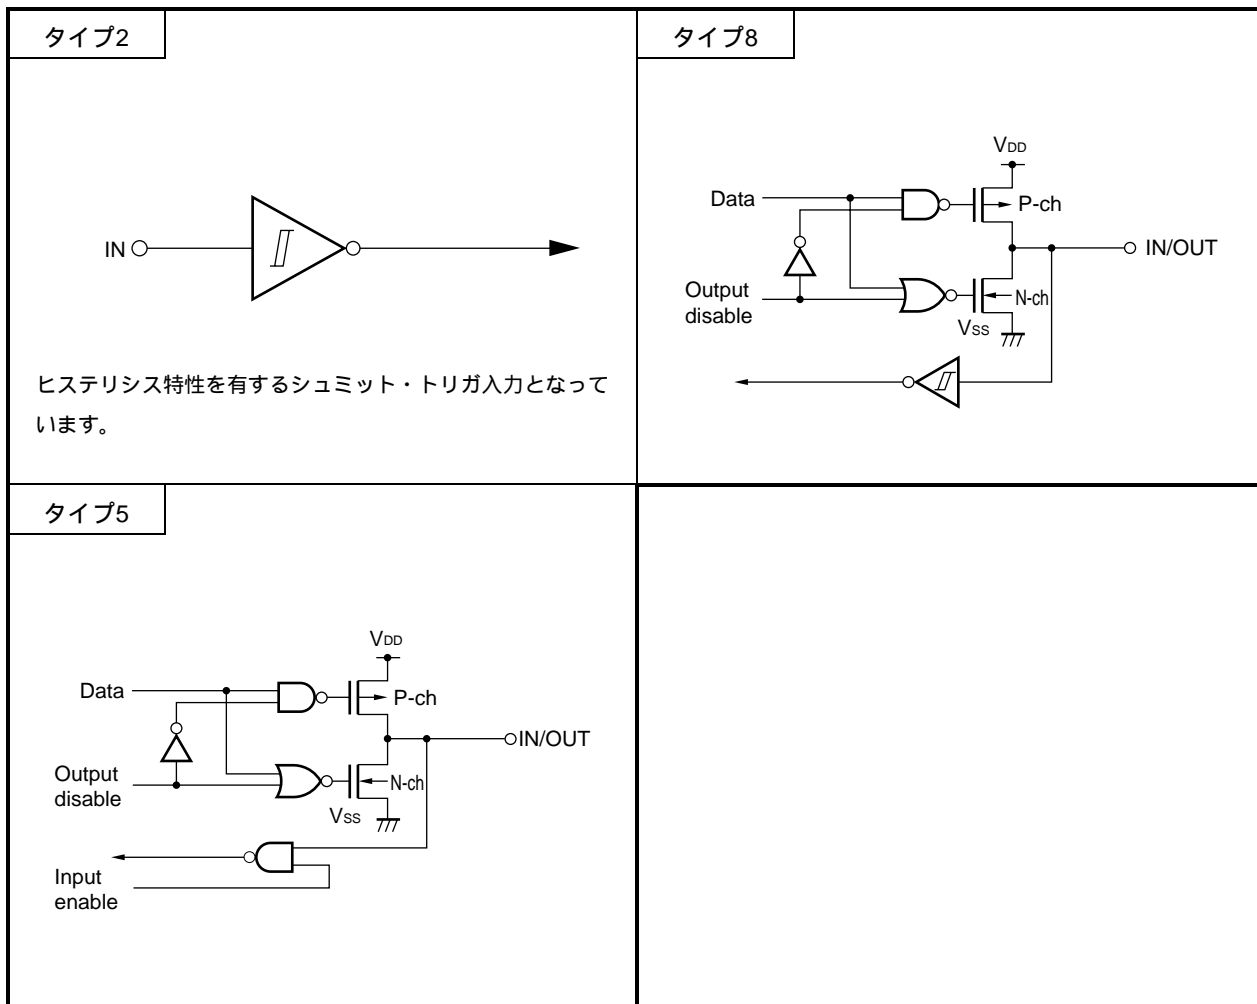 タイプ2
IN
ヒステリシス特性を有するシュミット・トリガ入力となって
います。
タイプ8
VDD
Data
P-ch
IN/OUT
Output
disable
N-ch
VSS
タイプ5
VDD
Data
P-ch
IN/OUT
Output
disable
N-ch
VSS
Input
enable